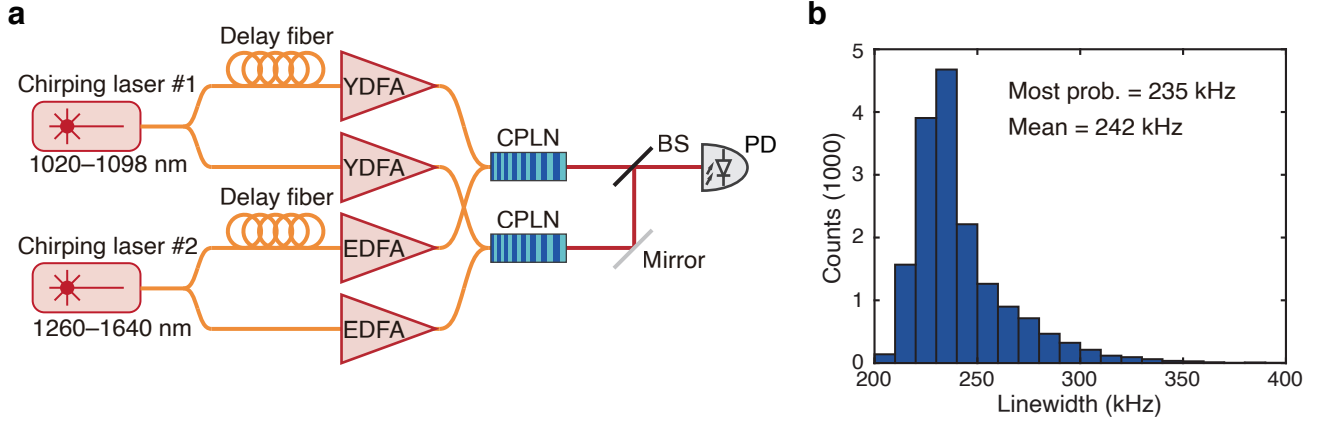 a
Delay fiber
Chirping laser #1
YDFA
1020–1098 nm
YDFA
CPLN
BS
PD
Delay fiber
Chirping laser #2
EDFA
CPLN
Mirror
1260–1640 nm
EDFA
b
5
4
3
2
1
0
Counts (1000)
Most prob. = 235 kHz
Mean = 242 kHz
200
250
300
350
400
Linewidth (kHz)